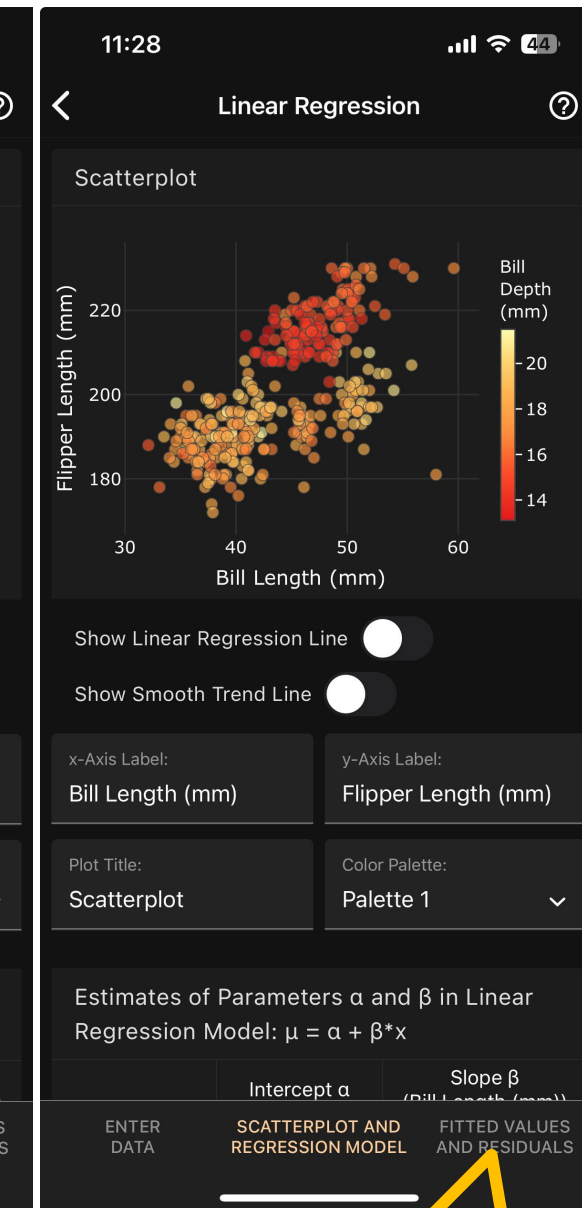 11:28
44
Linear Regression
Scatterplot
Bill
Depth
(mm)
20
18
16
14
Flipper Length (mm)
220
200
180
30 40 50 60
Bill Length (mm)
Show Linear Regression Line
Show Smooth Trend Line
x-Axis Label:
Bill Length (mm)
y-Axis Label:
Flipper Length (mm)
Plot Title:
Scatterplot
Color Palette:
Palette 1
Estimates of Parameters α and β in Linear
Regression Model: μ = α + β*x
Intercept α
Slope β
(Bill Length (mm))
S
S
ENTER
DATA
SCATTERPLOT AND
REGRESSION MODEL
FITTED VALUES
AND RESIDUALS